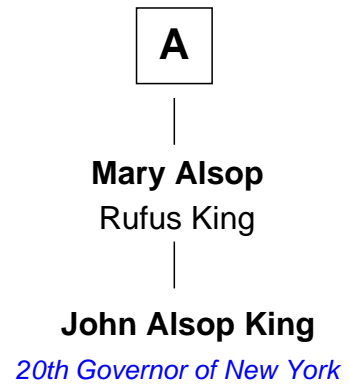 A
Mary Alsop
Rufus King
John Alsop King
20th Governor of New York